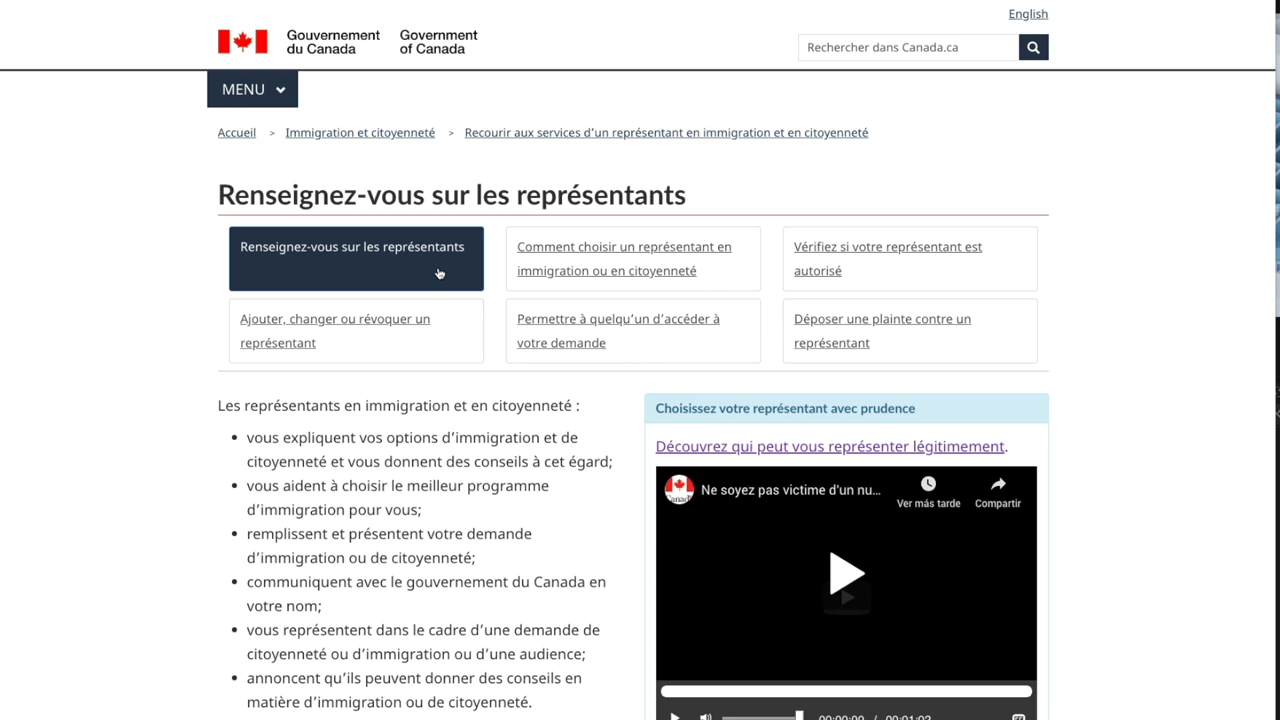 English
Gouvernement
du Canada
Government
of Canada
Rechercher dans Canada.ca
MENU
Accueil > Immigration et citoyenneté > Recourir aux services d’un représentant en immigration et en citoyenneté
Renseignez-vous sur les représentants
Renseignez-vous sur les représentants
Comment choisir un représentant en
immigration ou en citoyenneté
Vérifiez si votre représentant est
autorisé
Ajouter, changer ou révoquer un
représentant
Permettre à quelqu’un d’accéder à
votre demande
Déposer une plainte contre un
représentant
Les représentants en immigration et en citoyenneté :
• vous expliquent vos options d’immigration et de
citoyenneté et vous donnent des conseils à cet égard;
• vous aident à choisir le meilleur programme
d’immigration pour vous;
• remplissent et présentent votre demande
d’immigration ou de citoyenneté;
• communiquent avec le gouvernement du Canada en
votre nom;
• vous représentent dans le cadre d’une demande de
citoyenneté ou d’immigration ou d’une audience;
• annoncent qu’ils peuvent donner des conseils en
matière d’immigration ou de citoyenneté.
Choisissez votre représentant avec prudence
Découvrez qui peut vous représenter légitimement.
Ne soyez pas victime d'un nu...
Ver más tarde
Compartir
00:00:00 / 00:01:02